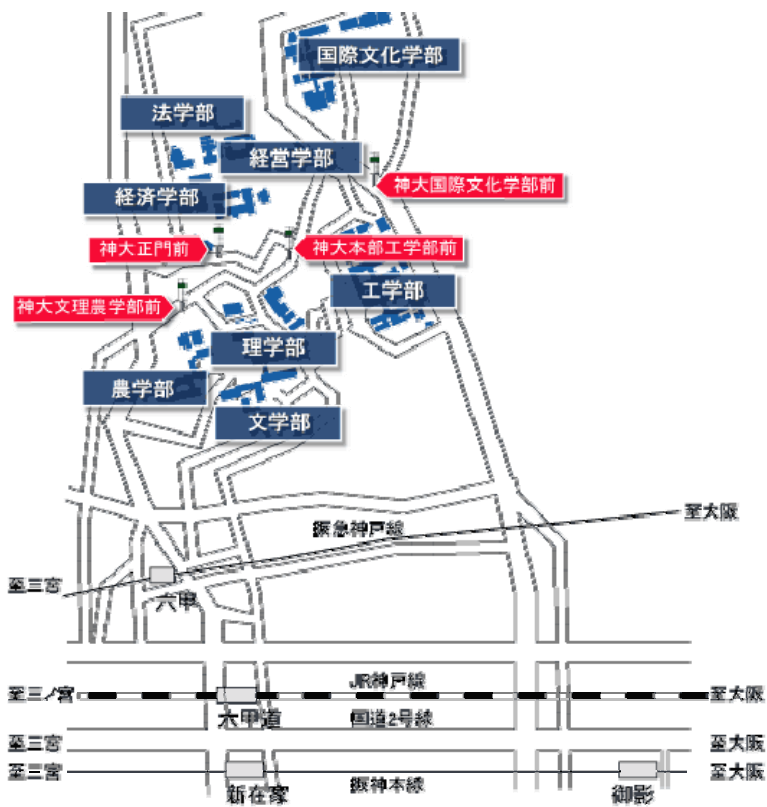 国際文化学部
法学部
経営学部
神大国際文化学部前
経済学部
神大正門前
神大本部工学部前
工学部
神大文理農学部前
理学部
農学部
文学部
至大阪
阪急神戸線
至三宮
六甲
JR神戸線
至三ノ宮
至大阪
六甲道
国道2号線
至三宮
至大阪
至三宮
至大阪
阪神本線
新在家
御影